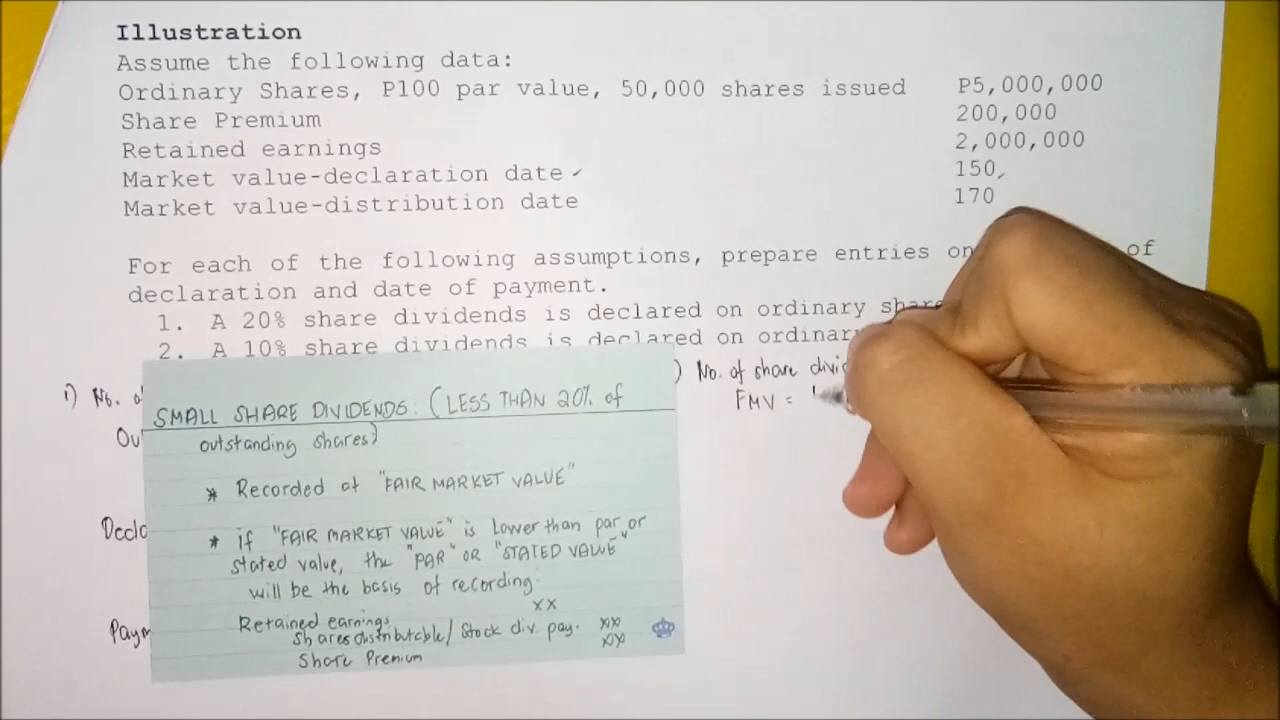 Illustration
Assume the following data:
Ordinary Shares, P100 par value, 50,000 shares issued P5,000,000
Share Premium 200,000
Retained earnings 2,000,000
Market value-declaration date 150
Market value-distribution date 170
For each of the following assumptions, prepare entries on of
declaration and date of payment.
1. A 20% share dividends is declared on ordinary
2. A 10% share dividends is declared on
1) No.
) No. of share
FMV =
SMALL SHARE DIVIDENDS: (LESS THAN 20% of
outstanding shares)
* Recorded at "FAIR MARKET VALUE"
* if "FAIR MARKET VALUE" is lower than par or
stated value, the "PAR" OR "STATED VALUE"
will be the basis of recording.
Retained earnings xx
Shares distributable/ Stock div. pay. xx
Share Premium xx